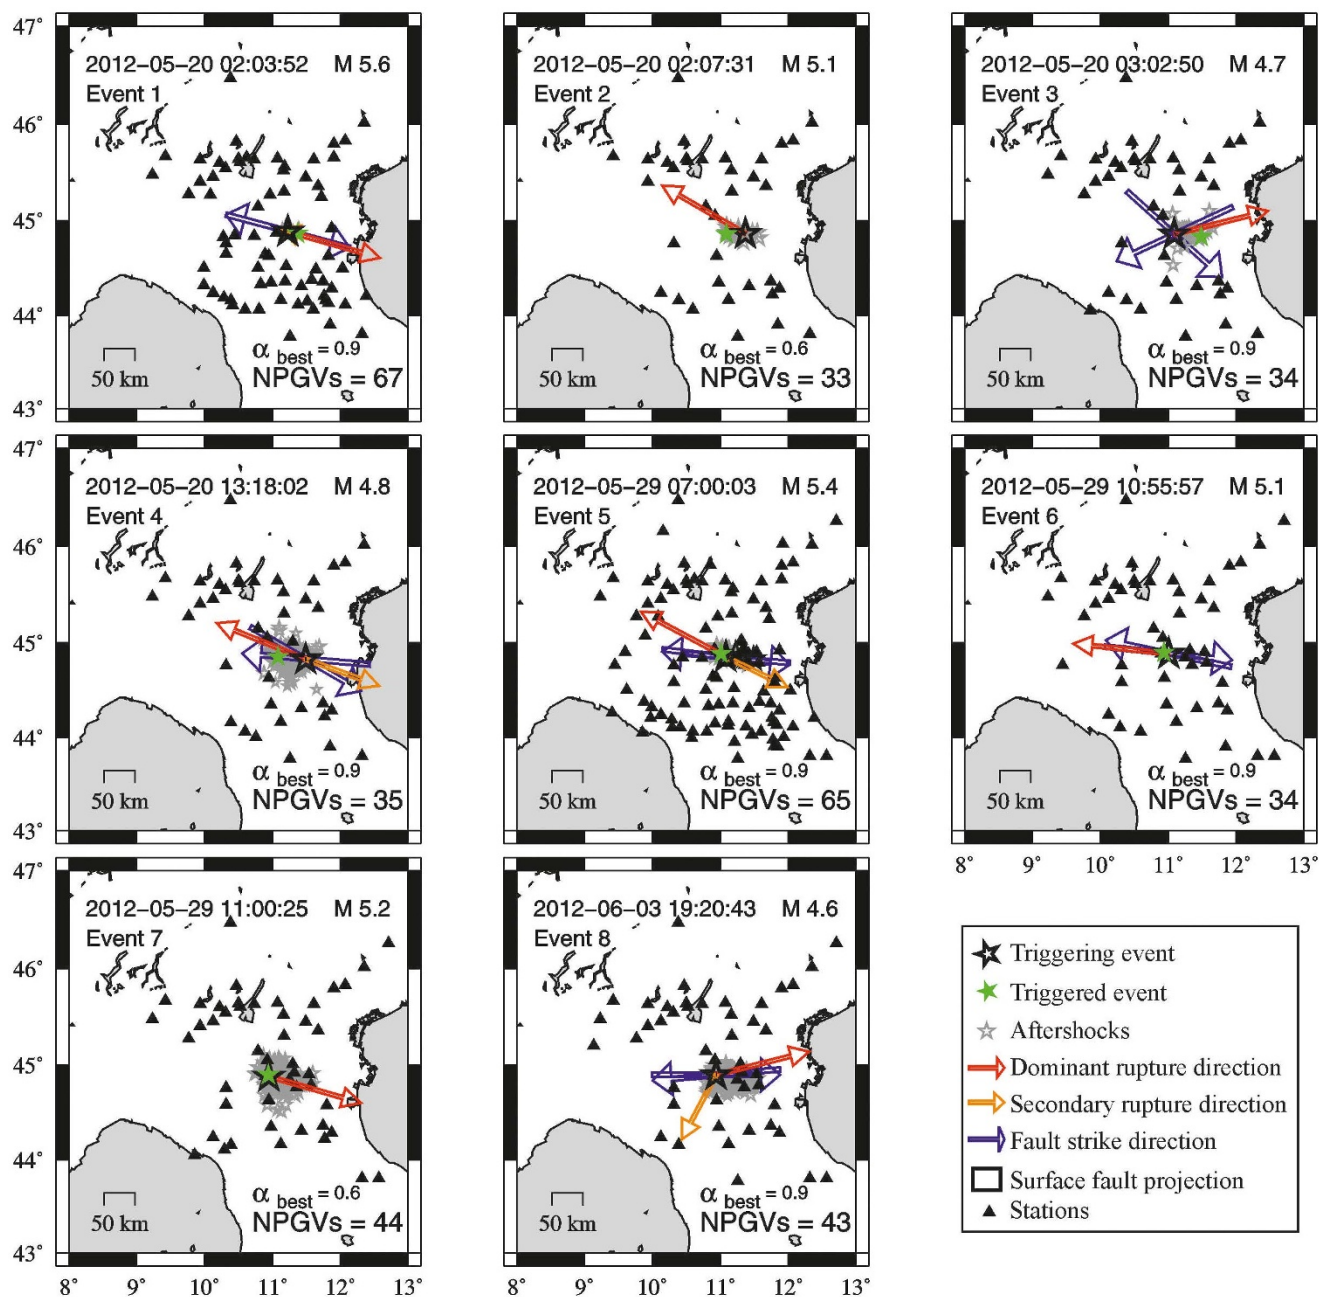 47°
46°
45°
44°
43°
2012–05–20 02:03:52 M 5.6
Event 1
50 km
α best = 0.9
NPGVs = 67
2012–05–20 02:07:31 M 5.1
Event 2
50 km
α best = 0.6
NPGVs = 33
2012–05–20 03:02:50 M 4.7
Event 3
50 km
α best = 0.9
NPGVs = 34
47°
46°
45°
44°
43°
2012–05–20 13:18:02 M 4.8
Event 4
50 km
α best = 0.9
NPGVs = 35
2012–05–29 07:00:03 M 5.4
Event 5
50 km
α best = 0.9
NPGVs = 65
2012–05–29 10:55:57 M 5.1
Event 6
50 km
α best = 0.9
NPGVs = 34
8° 9° 10° 11° 12° 13°
47°
46°
45°
44°
43°
2012–05–29 11:00:25 M 5.2
Event 7
50 km
α best = 0.6
NPGVs = 44
8° 9° 10° 11° 12° 13°
2012–06–03 19:20:43 M 4.6
Event 8
50 km
α best = 0.9
NPGVs = 43
8° 9° 10° 11° 12° 13°
Triggering event
Triggered event
Aftershocks
Dominant rupture direction
Secondary rupture direction
Fault strike direction
Surface fault projection
Stations